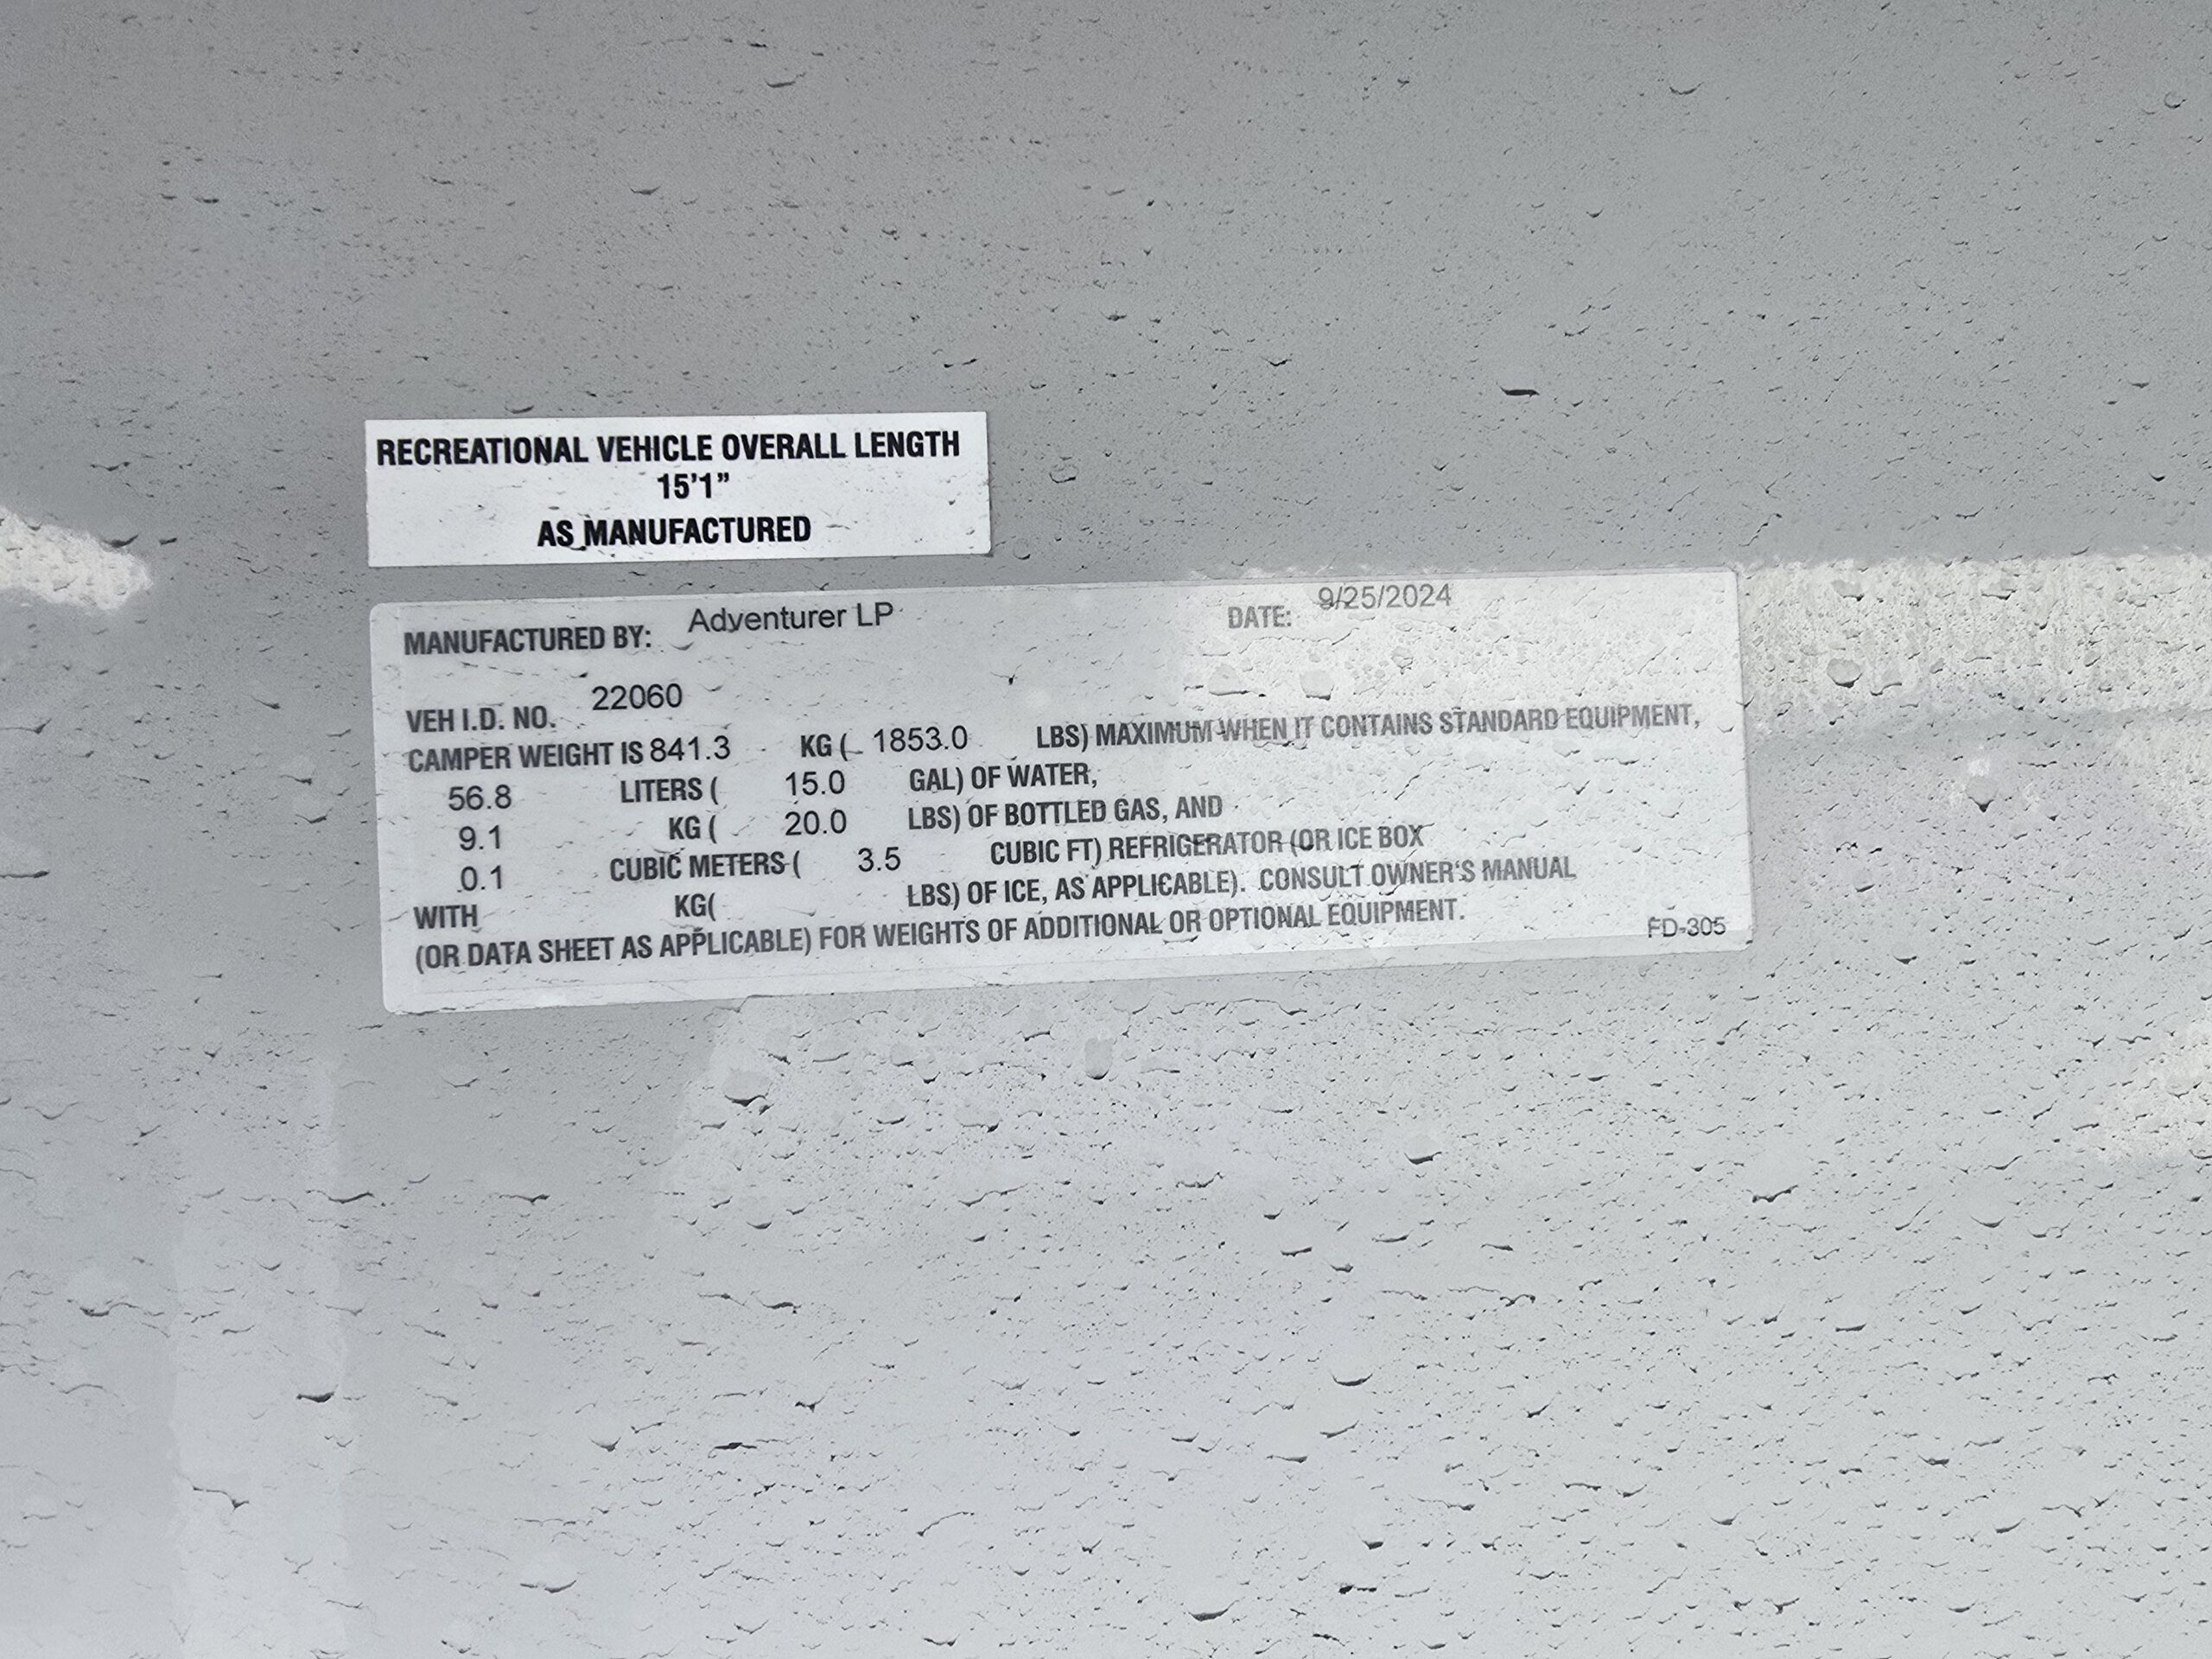 RECREATIONAL VEHICLE OVERALL LENGTH
15'1"
AS MANUFACTURED
MANUFACTURED BY: Adventurer LP DATE: 9/25/2024
VEH I.D. NO. 22060
CAMPER WEIGHT IS 841.3 KG ( 1853.0 LBS) MAXIMUM WHEN IT CONTAINS STANDARD EQUIPMENT,
56.8 LITERS ( 15.0 GAL) OF WATER,
9.1 KG ( 20.0 LBS) OF BOTTLED GAS, AND
0.1 CUBIC METERS ( 3.5 CUBIC FT) REFRIGERATOR (OR ICE BOX
WITH KG( LBS) OF ICE, AS APPLICABLE). CONSULT OWNER'S MANUAL
(OR DATA SHEET AS APPLICABLE) FOR WEIGHTS OF ADDITIONAL OR OPTIONAL EQUIPMENT.
FD-305